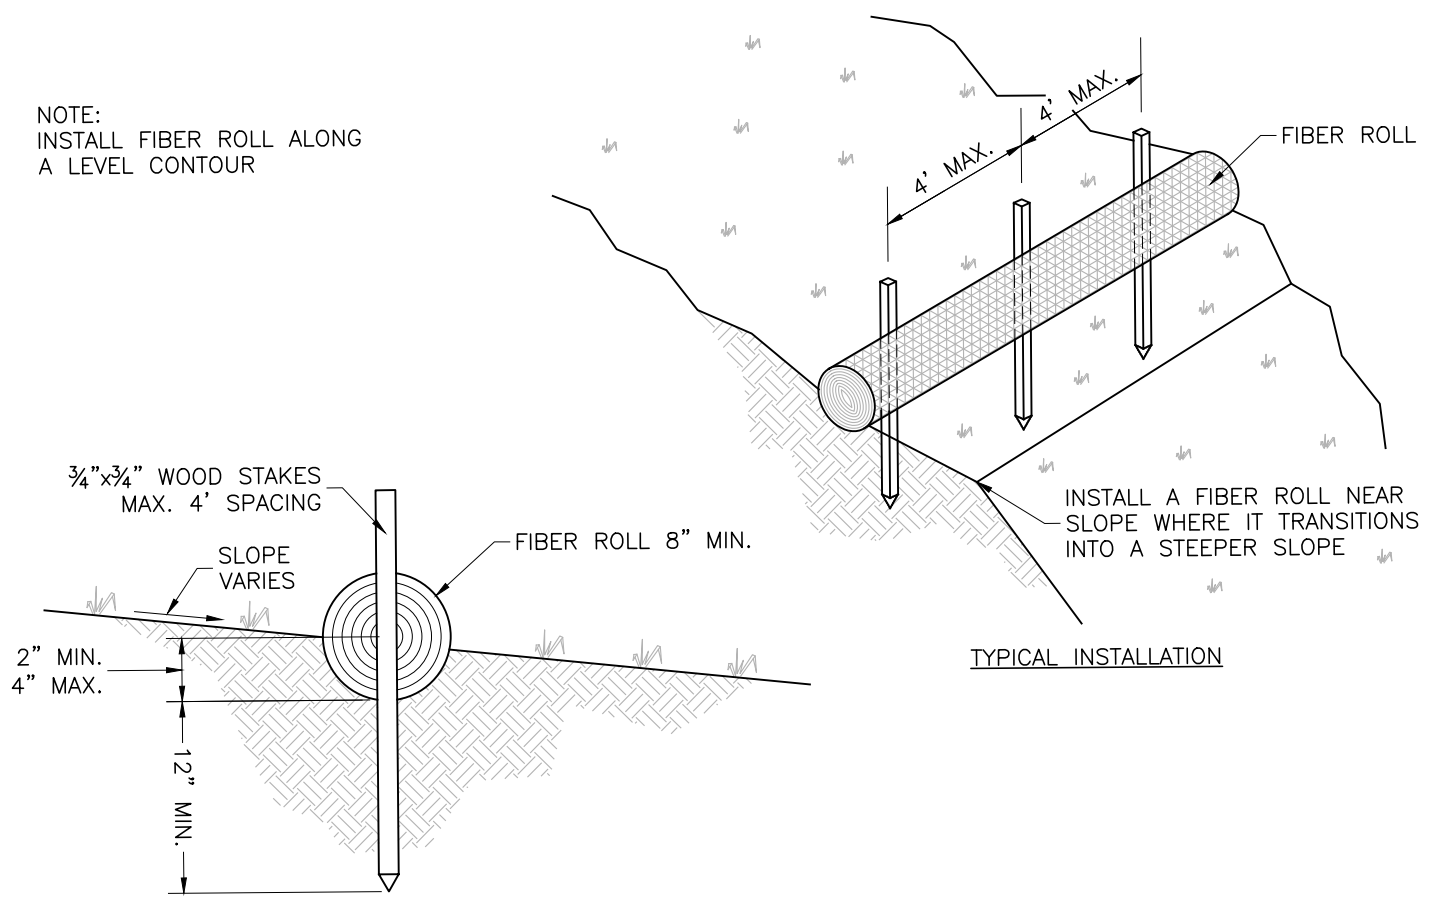 NOTE:
INSTALL FIBER ROLL ALONG
A LEVEL CONTOUR
4' MAX.
4' MAX.
FIBER ROLL
INSTALL A FIBER ROLL NEAR
SLOPE WHERE IT TRANSITIONS
INTO A STEEPER SLOPE
TYPICAL INSTALLATION
¾"x¾" WOOD STAKES
MAX. 4' SPACING
FIBER ROLL 8" MIN.
SLOPE
VARIES
2" MIN.
4" MAX.
12" MIN.